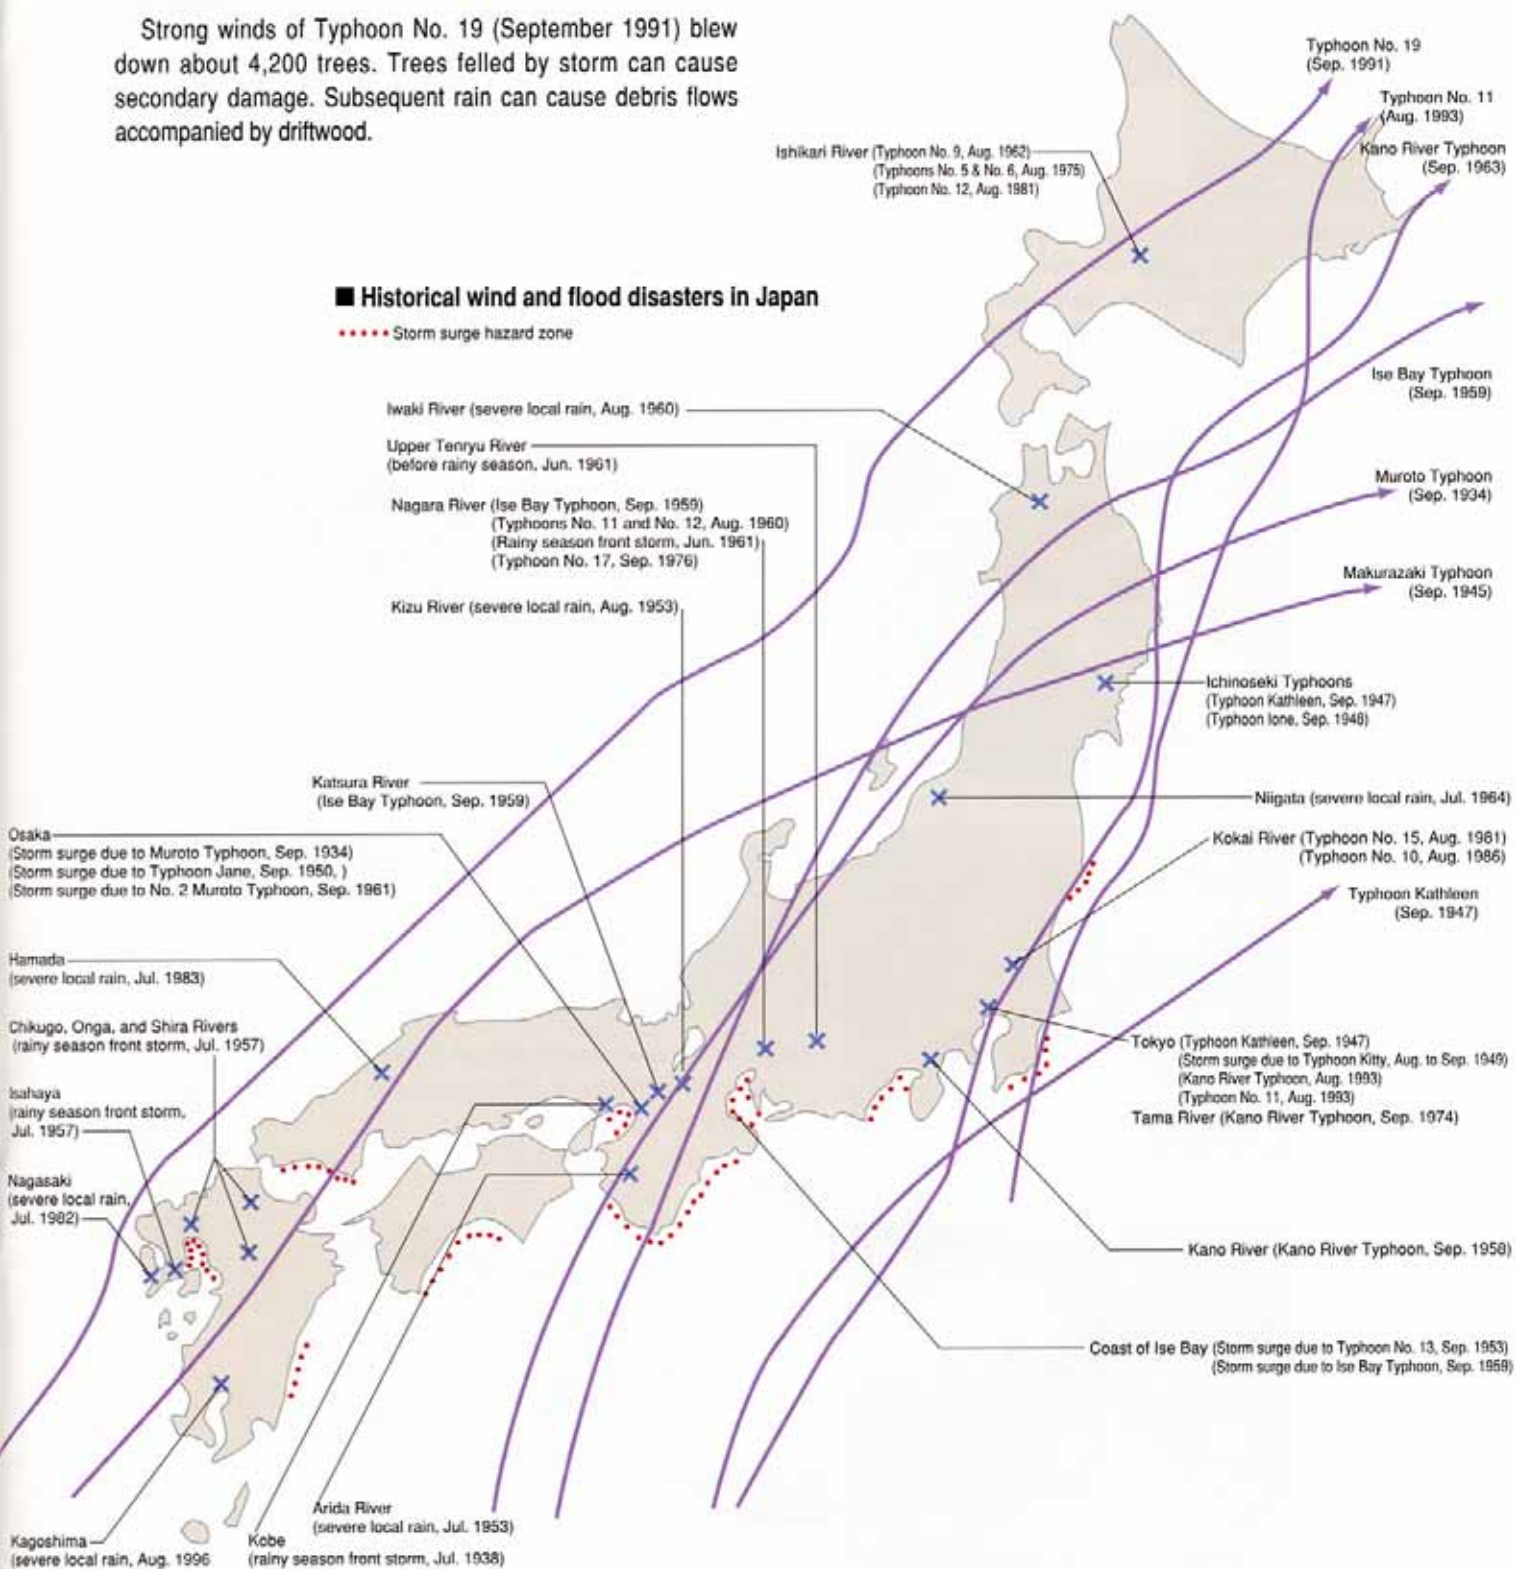 Strong winds of Typhoon No. 19 (September 1991) blew
down about 4,200 trees. Trees felled by storm can cause
secondary damage. Subsequent rain can cause debris flows
accompanied by driftwood.
Typhoon No. 19
(Sep. 1991)
Typhoon No. 11
(Aug. 1993)
Kano River Typhoon
(Sep. 1963)
Ishikari River (Typhoon No. 9, Aug. 1962)
(Typhoons No. 5 & No. 6, Aug. 1975)
(Typhoon No. 12, Aug. 1981)
■ Historical wind and flood disasters in Japan
Storm surge hazard zone
Ise Bay Typhoon
(Sep. 1959)
Iwaki River (severe local rain, Aug. 1960)
Upper Tenryu River
(before rainy season, Jun. 1961)
Muroto Typhoon
(Sep. 1934)
Nagara River (Ise Bay Typhoon, Sep. 1959)
(Typhoons No. 11 and No. 12, Aug. 1960)
(Rainy season front storm, Jun. 1961)
(Typhoon No. 17, Sep. 1976)
Makurazaki Typhoon
(Sep. 1945)
Kizu River (severe local rain, Aug. 1953)
Ichinoseki Typhoons
(Typhoon Kathleen, Sep. 1947)
(Typhoon Ione, Sep. 1948)
Katsura River
(Ise Bay Typhoon, Sep. 1959)
Niigata (severe local rain, Jul. 1964)
Osaka
(Storm surge due to Muroto Typhoon, Sep. 1934)
(Storm surge due to Typhoon Jane, Sep. 1950, )
(Storm surge due to No. 2 Muroto Typhoon, Sep. 1961)
Kokai River (Typhoon No. 15, Aug. 1981)
(Typhoon No. 10, Aug. 1986)
Typhoon Kathleen
(Sep. 1947)
Hamada
(severe local rain, Jul. 1983)
Chikugo, Onga, and Shira Rivers
(rainy season front storm, Jul. 1957)
Tokyo (Typhoon Kathleen, Sep. 1947)
(Storm surge due to Typhoon Kitty, Aug. to Sep. 1949)
(Kano River Typhoon, Aug. 1993)
(Typhoon No. 11, Aug. 1993)
Tama River (Kano River Typhoon, Sep. 1974)
Isahaya
(rainy season front storm,
Jul. 1957)
Nagasaki
(severe local rain,
Jul. 1982)
Kano River (Kano River Typhoon, Sep. 1958)
Coast of Ise Bay (Storm surge due to Typhoon No. 13, Sep. 1953)
(Storm surge due to Ise Bay Typhoon, Sep. 1959)
Arida River
(severe local rain, Jul. 1953)
Kagoshima
(severe local rain, Aug. 1996
Kobe
(rainy season front storm, Jul. 1938)